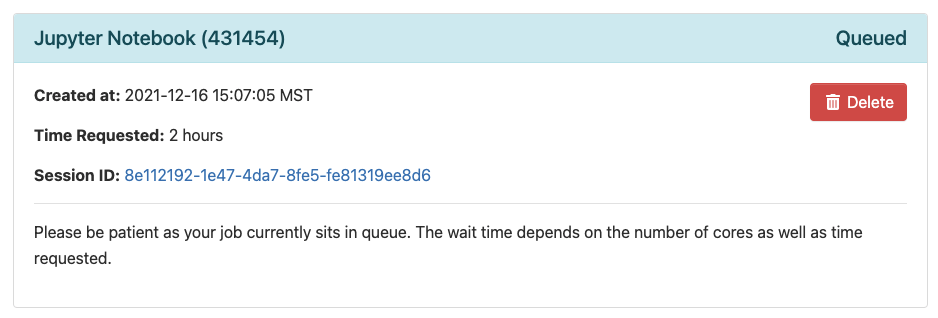 Jupyter Notebook (431454) Queued
Created at: 2021-12-16 15:07:05 MST
Delete
Time Requested: 2 hours
Session ID: 8e112192-1e47-4da7-8fe5-fe81319ee8d6
Please be patient as your job currently sits in queue. The wait time depends on the number of cores as well as time
requested.